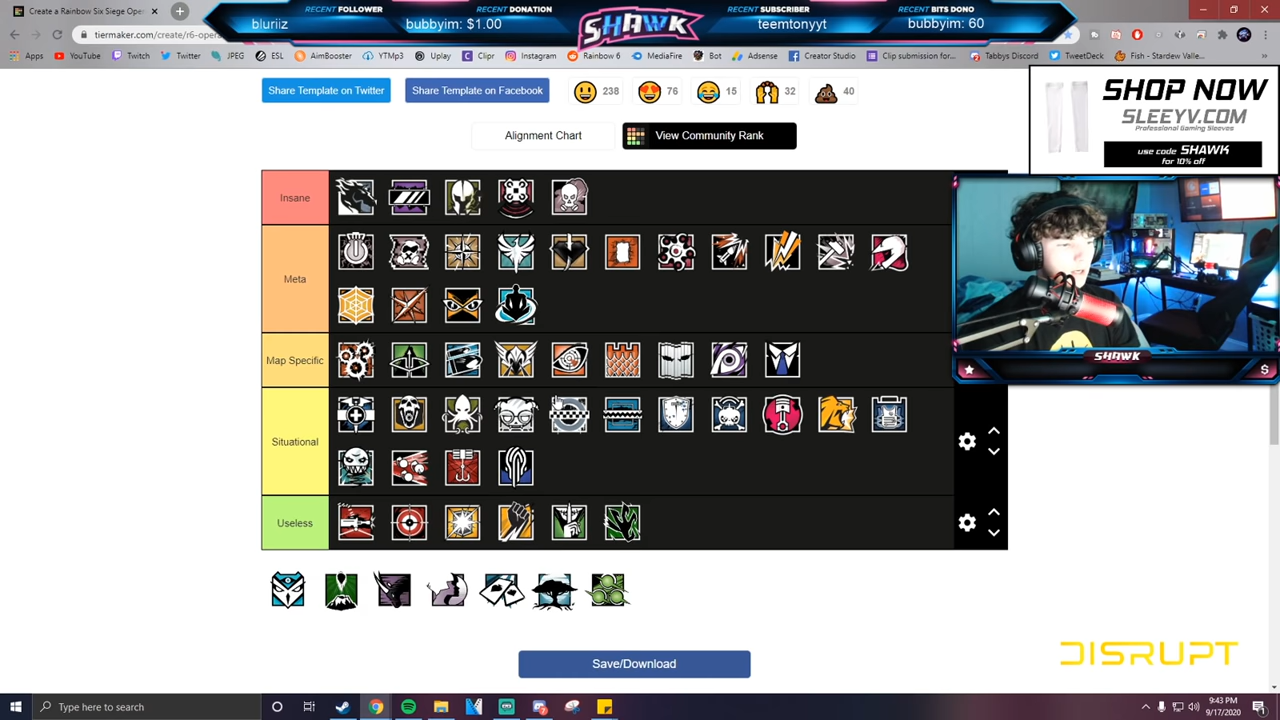 Create a Rainbow Six Siege Oper
RECENT FOLLOWER
bluriiz
RECENT DONATION
bubbyim: $1.00
SHAWK
RECENT SUBSCRIBER
teemtonyyt
RECENT BITS DONO
bubbyim: 60
tiermaker.com/create/r6-opera
Apps YouTube Twitch Twitter JPEG ESL AimBooster YTMp3 Uplay Clipr Instagram Rainbow 6 MediaFire Bot Adsense Creator Studio Clip submission for... Tabbys Discord TweetDeck Fish - Stardew Valle...
Share Template on Twitter
Share Template on Facebook
238
76
15
32
40
Alignment Chart
View Community Rank
SHOP NOW
SLEEYV.COM
Professional Gaming Sleeves
use code SHAWK
for 10% off
Insane
Meta
Map Specific
Situational
Useless
SHAWK
$
Save/Download
DISRUPT
Type here to search
9:43 PM
9/17/2020